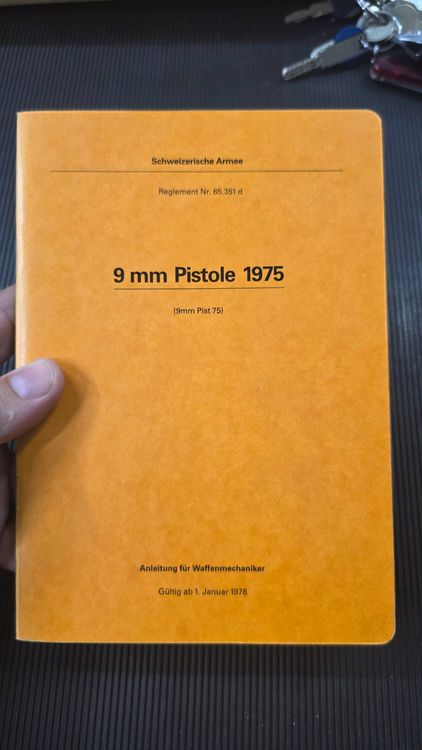 Schweizerische Armee
Reglement Nr. 65.351 d
9 mm Pistole 1975
(9mm Pist 75)
Anleitung für Waffenmechaniker
Gültig ab 1. Januar 1978